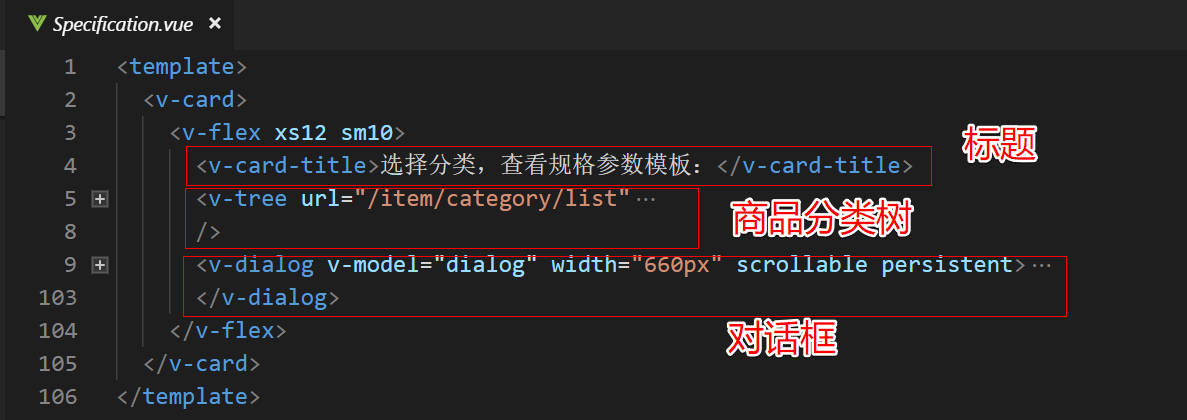 Specification.vue ×
1 <template>
2 <v-card>
3 <v-flex xs12 sm10>
4 <v-card-title>选择分类，查看规格参数模板：</v-card-title>
标题
5 <v-tree url="/item/category/list"…
商品分类树
8 />
9 <v-dialog v-model="dialog" width="660px" scrollable persistent>…
103 </v-dialog>
104 </v-flex>
对话框
105 </v-card>
106 </template>